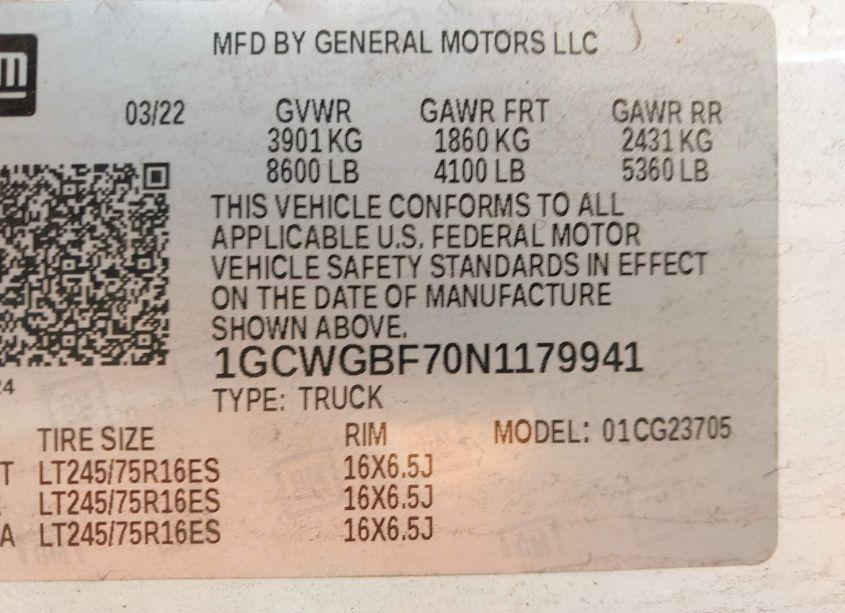 m
MFD BY GENERAL MOTORS LLC
03/22 GVWR GAWR FRT GAWR RR
3901 KG 1860 KG 2431 KG
8600 LB 4100 LB 5360 LB
THIS VEHICLE CONFORMS TO ALL
APPLICABLE U.S. FEDERAL MOTOR
VEHICLE SAFETY STANDARDS IN EFFECT
ON THE DATE OF MANUFACTURE
SHOWN ABOVE.
1GCWGBF70N1179941
24
TYPE: TRUCK
TIRE SIZE RIM MODEL: 01CG23705
T LT245/75R16ES 16X6.5J
LT245/75R16ES 16X6.5J
A LT245/75R16ES 16X6.5J